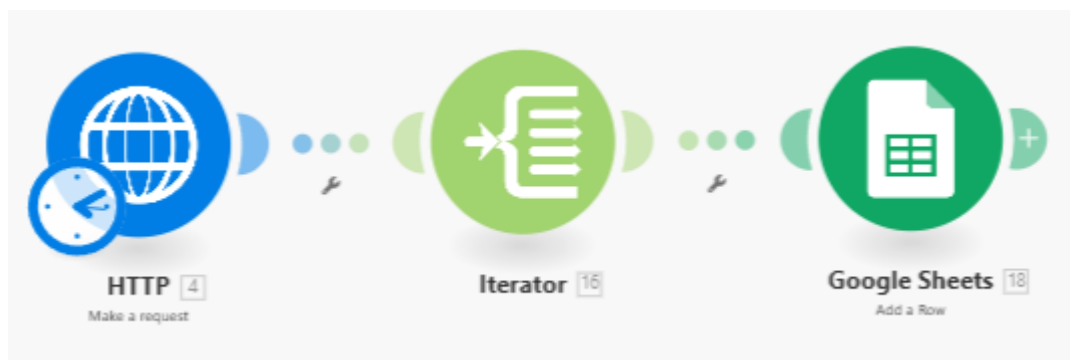 HTTP 4
Make a request
Iterator 16
Google Sheets 18
Add a Row